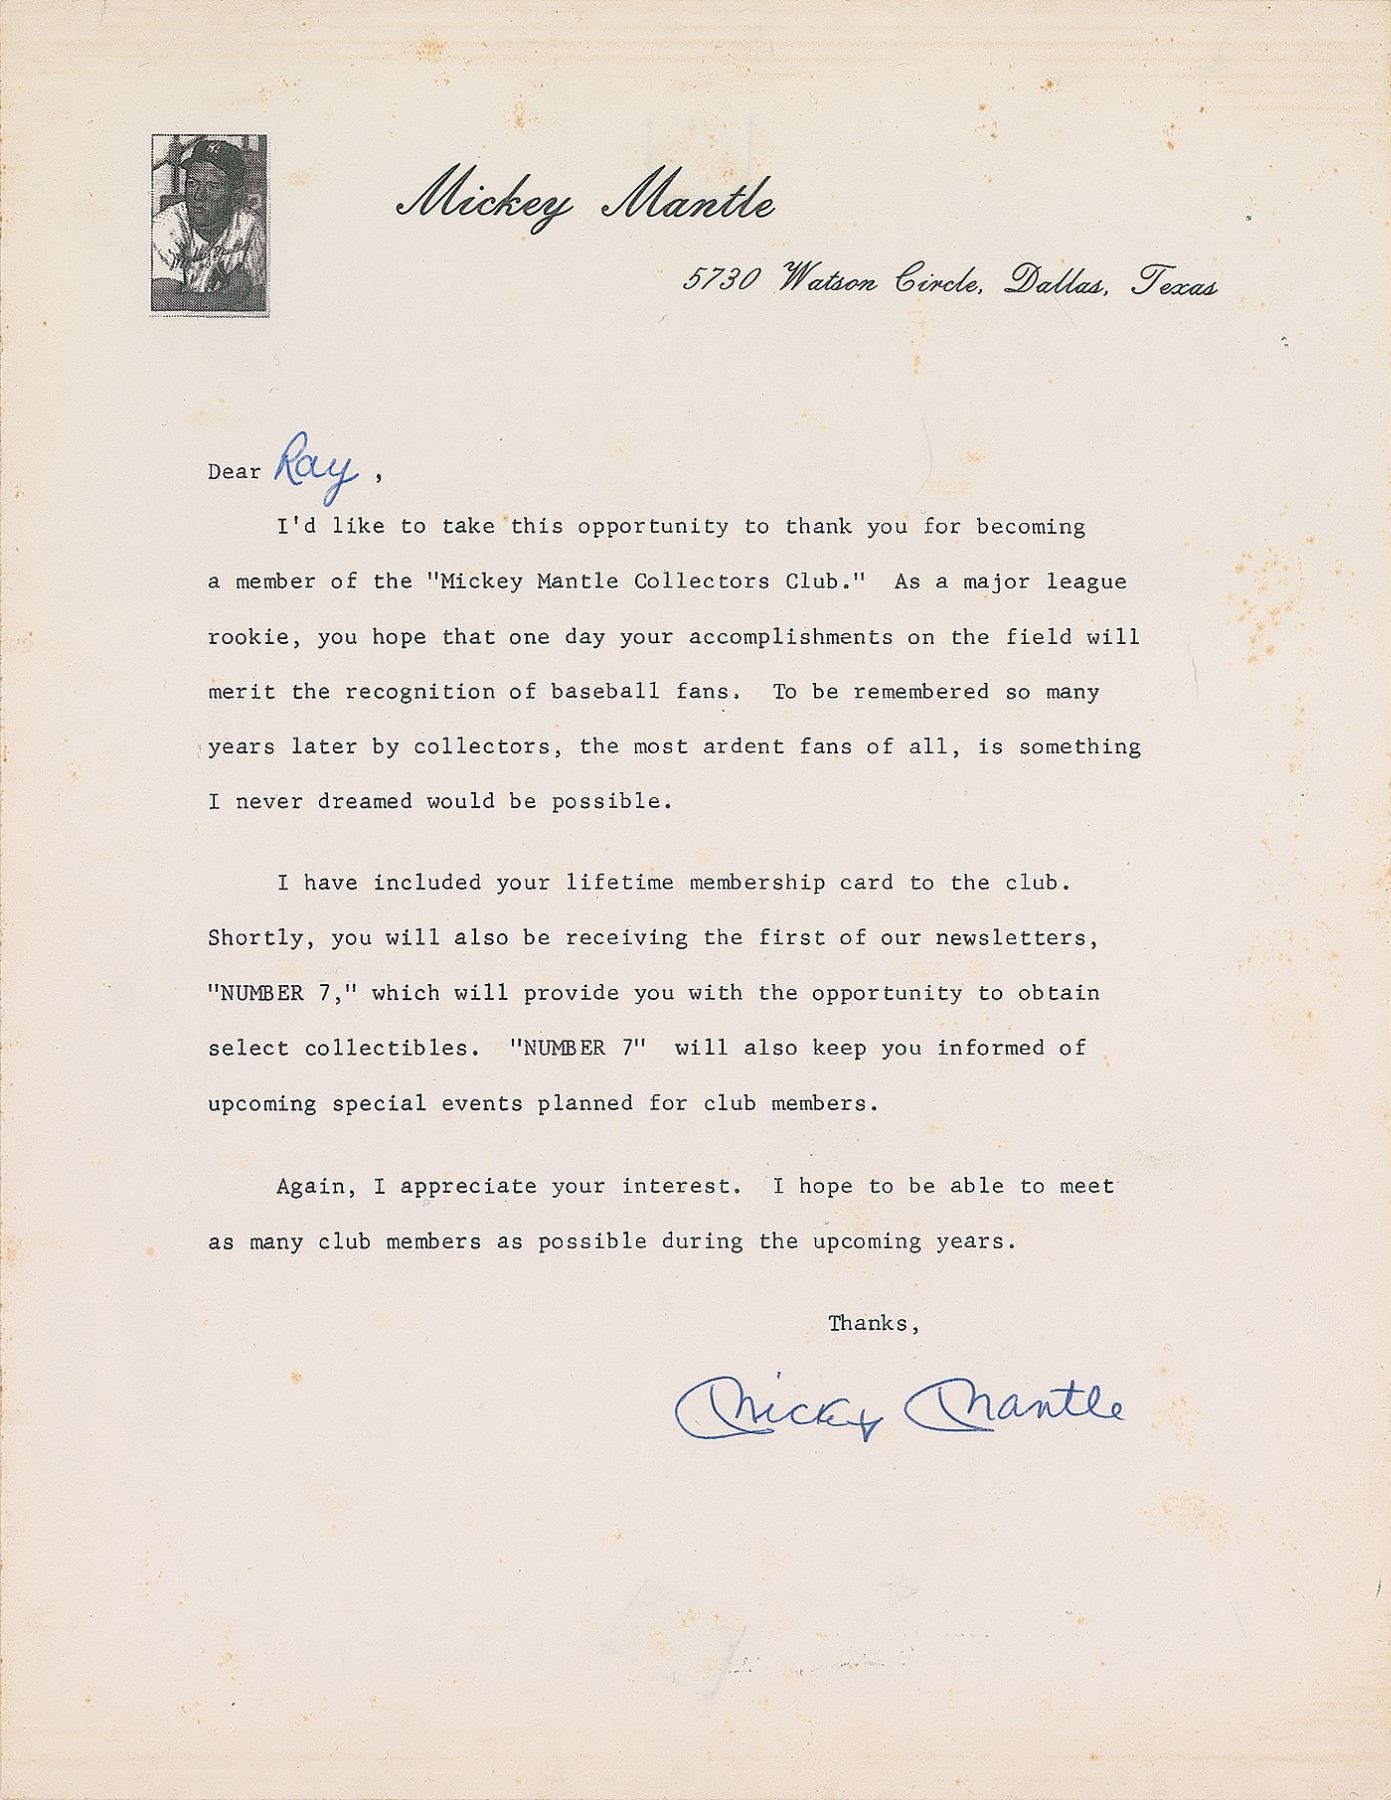 Mickey Mantle
5730 Watson Circle, Dallas, Texas
Dear Ray ,
I'd like to take this opportunity to thank you for becoming
a member of the "Mickey Mantle Collectors Club."  As a major league
rookie, you hope that one day your accomplishments on the field will
merit the recognition of baseball fans.  To be remembered so many
years later by collectors, the most ardent fans of all, is something
I never dreamed would be possible.
I have included your lifetime membership card to the club.
Shortly, you will also be receiving the first of our newsletters,
"NUMBER 7," which will provide you with the opportunity to obtain
select collectibles.  "NUMBER 7"  will also keep you informed of
upcoming special events planned for club members.
Again, I appreciate your interest.  I hope to be able to meet
as many club members as possible during the upcoming years.
Thanks,
Mickey Mantle